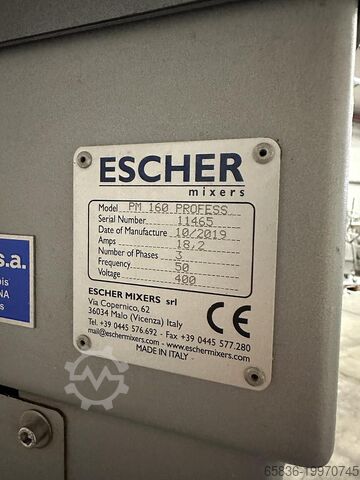 ESCHER
mixers
Model PM 160 PROFESS
Serial Number 11465
Date of Manufacture 10/2019
Amps 18,2
Number of Phases 3
Frequency 50
Voltage 400
ESCHER MIXERS srl
Via Copernico, 62
36034 Malo (Vicenza) Italy
Tel. +39 0445 576.692 - Fax +39 0445 577.280
mail@eschermixers.com - www.eschermixers.com
MADE IN ITALY
CE
s.a.
NA
Machineseeker
65836-19970745